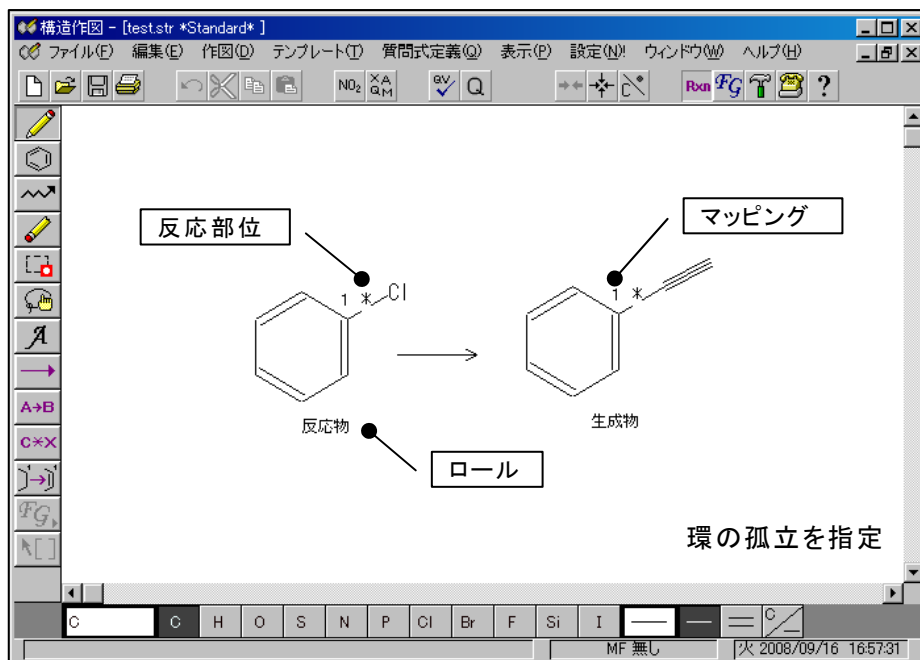 構造作図 - [test.str *Standard* ]
ファイル(F) 編集(E) 作図(D) テンプレート(T) 質問式定義(Q) 表示(P) 設定(N)! ウィンドウ(W) ヘルプ(H)
NO₂ XA QM QV Q C Rxn FG ?
反応部位
マッピング
1 * Cl
1 *
反応物
生成物
ロール
環の孤立を指定
A
A→B
C*X
FG
C C H O S N P Cl Br F Si I C
MF 無し 火 2008/09/16 16:57:31